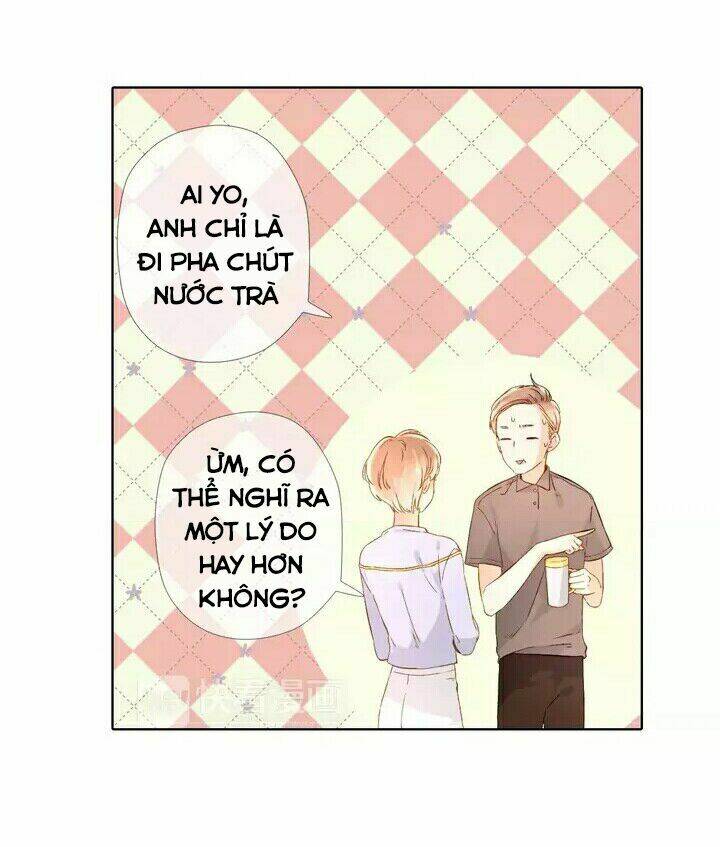 AI YO,
ANH CHỈ LÀ
ĐI PHA CHÚT
NƯỚC TRÀ
ỪM, CÓ
THỂ NGHĨ RA
MỘT LÝ DO
HAY HƠN
KHÔNG?
快看漫画